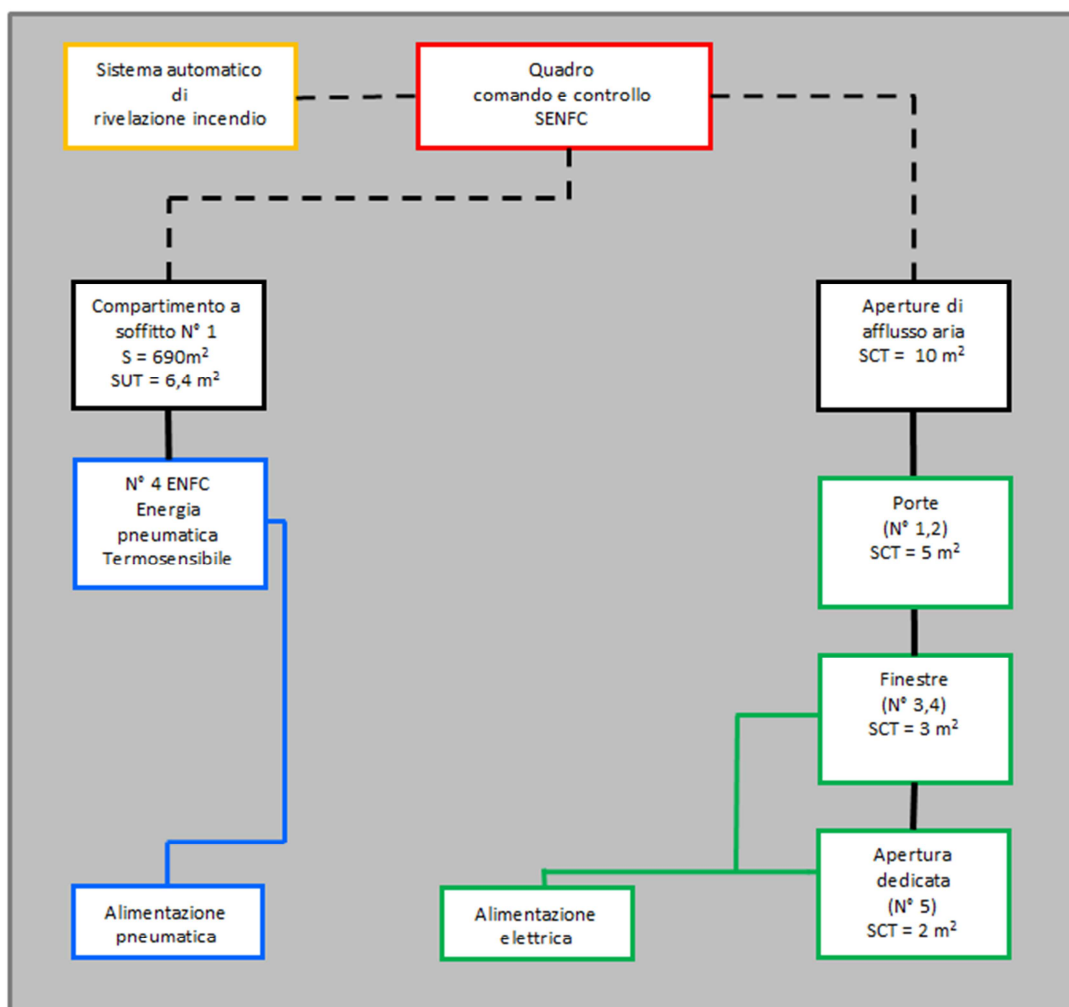 Sistema automatico
di
rivelazione incendio
Quadro
comando e controllo
SENFC
Compartimento a
soffitto N° 1
S = 690m²
SUT = 6,4 m²
Aperture di
afflusso aria
SCT = 10 m²
N° 4 ENFC
Energia
pneumatica
Termosensibile
Porte
(N° 1,2)
SCT = 5 m²
Finestre
(N° 3,4)
SCT = 3 m²
Apertura
dedicata
(N° 5)
SCT = 2 m²
Alimentazione
pneumatica
Alimentazione
elettrica